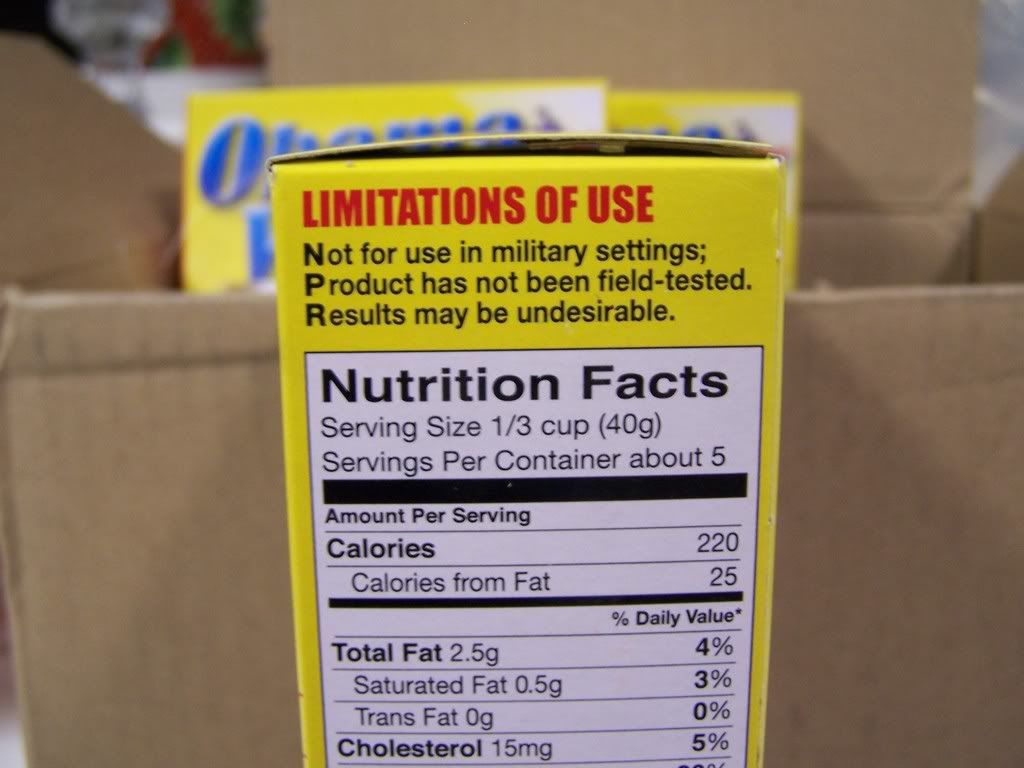 Obama
LIMITATIONS OF USE
Not for use in military settings;
Product has not been field-tested.
Results may be undesirable.
Nutrition Facts
Serving Size 1/3 cup (40g)
Servings Per Container about 5
Amount Per Serving
Calories 220
Calories from Fat 25
% Daily Value*
Total Fat 2.5g 4%
Saturated Fat 0.5g 3%
Trans Fat 0g 0%
Cholesterol 15mg 5%